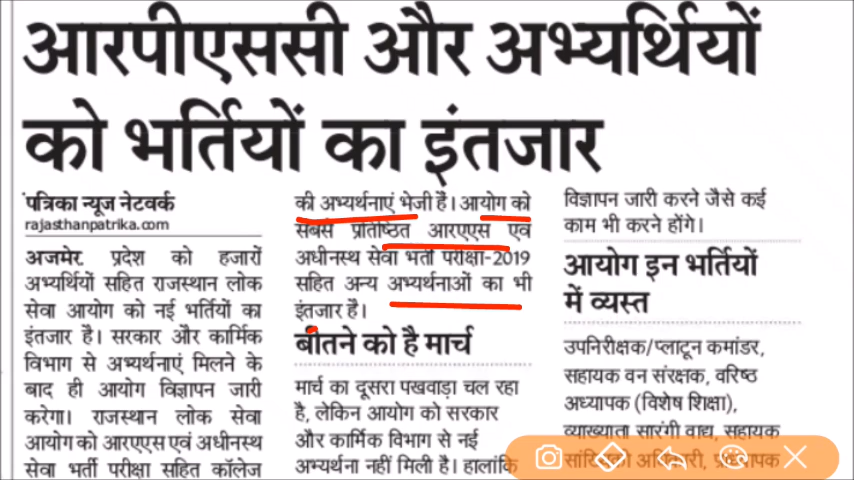 आरपीएससी और अभ्यर्थियों
को भर्तियों का इंतजार
पत्रिका न्यूज नेटवर्क
rajasthanpatrika.com
अजमेर. प्रदेश को हजारों
अभ्यर्थियों सहित राजस्थान लोक
सेवा आयोग को नई भर्तियों का
इंतजार है। सरकार और कार्मिक
विभाग से अभ्यर्थनाएं मिलने के
बाद ही आयोग विज्ञापन जारी
करेगा। राजस्थान लोक सेवा
आयोग को आरएएस एवं अधीनस्थ
सेवा भर्ती परीक्षा सहित कॉलेज
की अभ्यर्थनाएं भेजी हैं। आयोग को
सबसे प्रतिष्ठित आरएएस एवं
अधीनस्थ सेवा भर्ती परीक्षा-2019
सहित अन्य अभ्यर्थनाओं का भी
इंतजार है।
बीतने को है मार्च
मार्च का दूसरा पखवाड़ा चल रहा
है, लेकिन आयोग को सरकार
और कार्मिक विभाग से नई
अभ्यर्थना नहीं मिली है। हालांकि
विज्ञापन जारी करने जैसे कई
काम भी करने होंगे।
आयोग इन भर्तियों
में व्यस्त
उपनिरीक्षक/प्लाटून कमांडर,
सहायक वन संरक्षक, वरिष्ठ
अध्यापक (विशेष शिक्षा),
व्याख्याता सारंगी वाद्य, सहायक
सांख्यिकी अधिकारी, प्राध्यापक